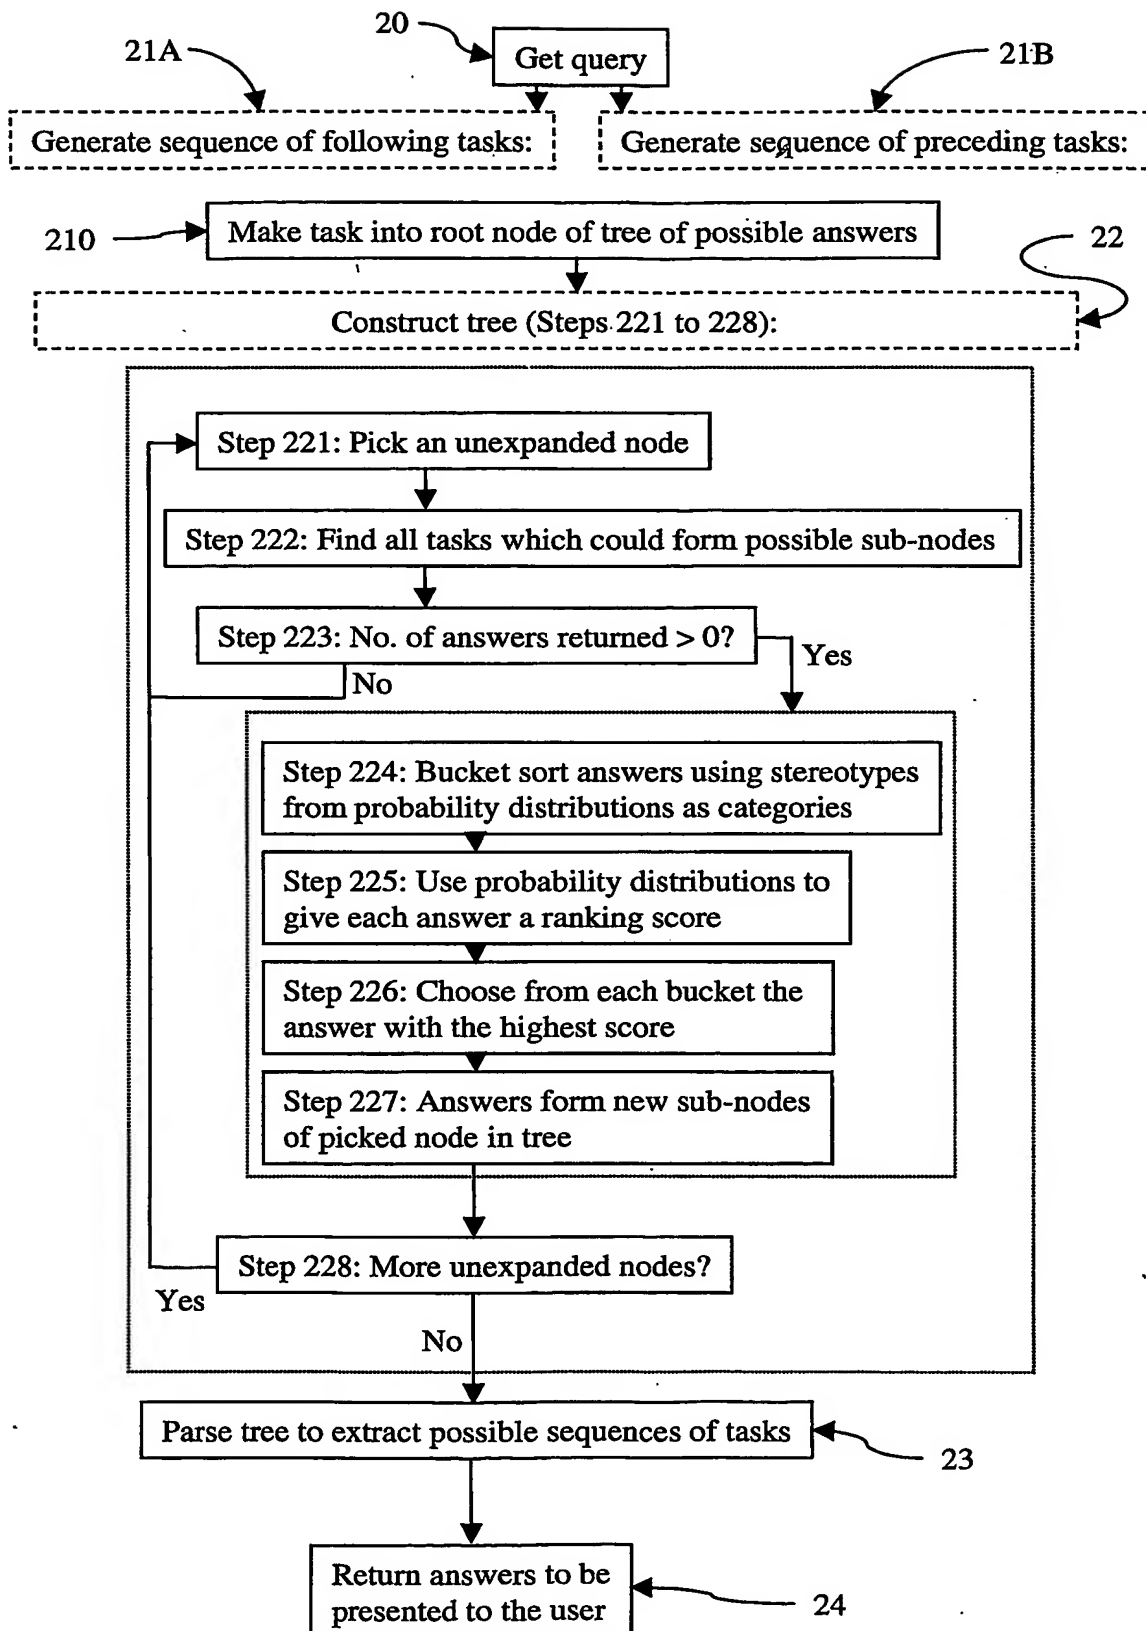 20
21A
Get query
21B
Generate sequence of following tasks:
Generate sequence of preceding tasks:
210
Make task into root node of tree of possible answers
22
Construct tree (Steps 221 to 228):
Step 221: Pick an unexpanded node
Step 222: Find all tasks which could form possible sub-nodes
Step 223: No. of answers returned > 0?
Yes
No
Step 224: Bucket sort answers using stereotypes
from probability distributions as categories
Step 225: Use probability distributions to
give each answer a ranking score
Step 226: Choose from each bucket the
answer with the highest score
Step 227: Answers form new sub-nodes
of picked node in tree
Step 228: More unexpanded nodes?
Yes
No
Parse tree to extract possible sequences of tasks
23
Return answers to be
presented to the user
24